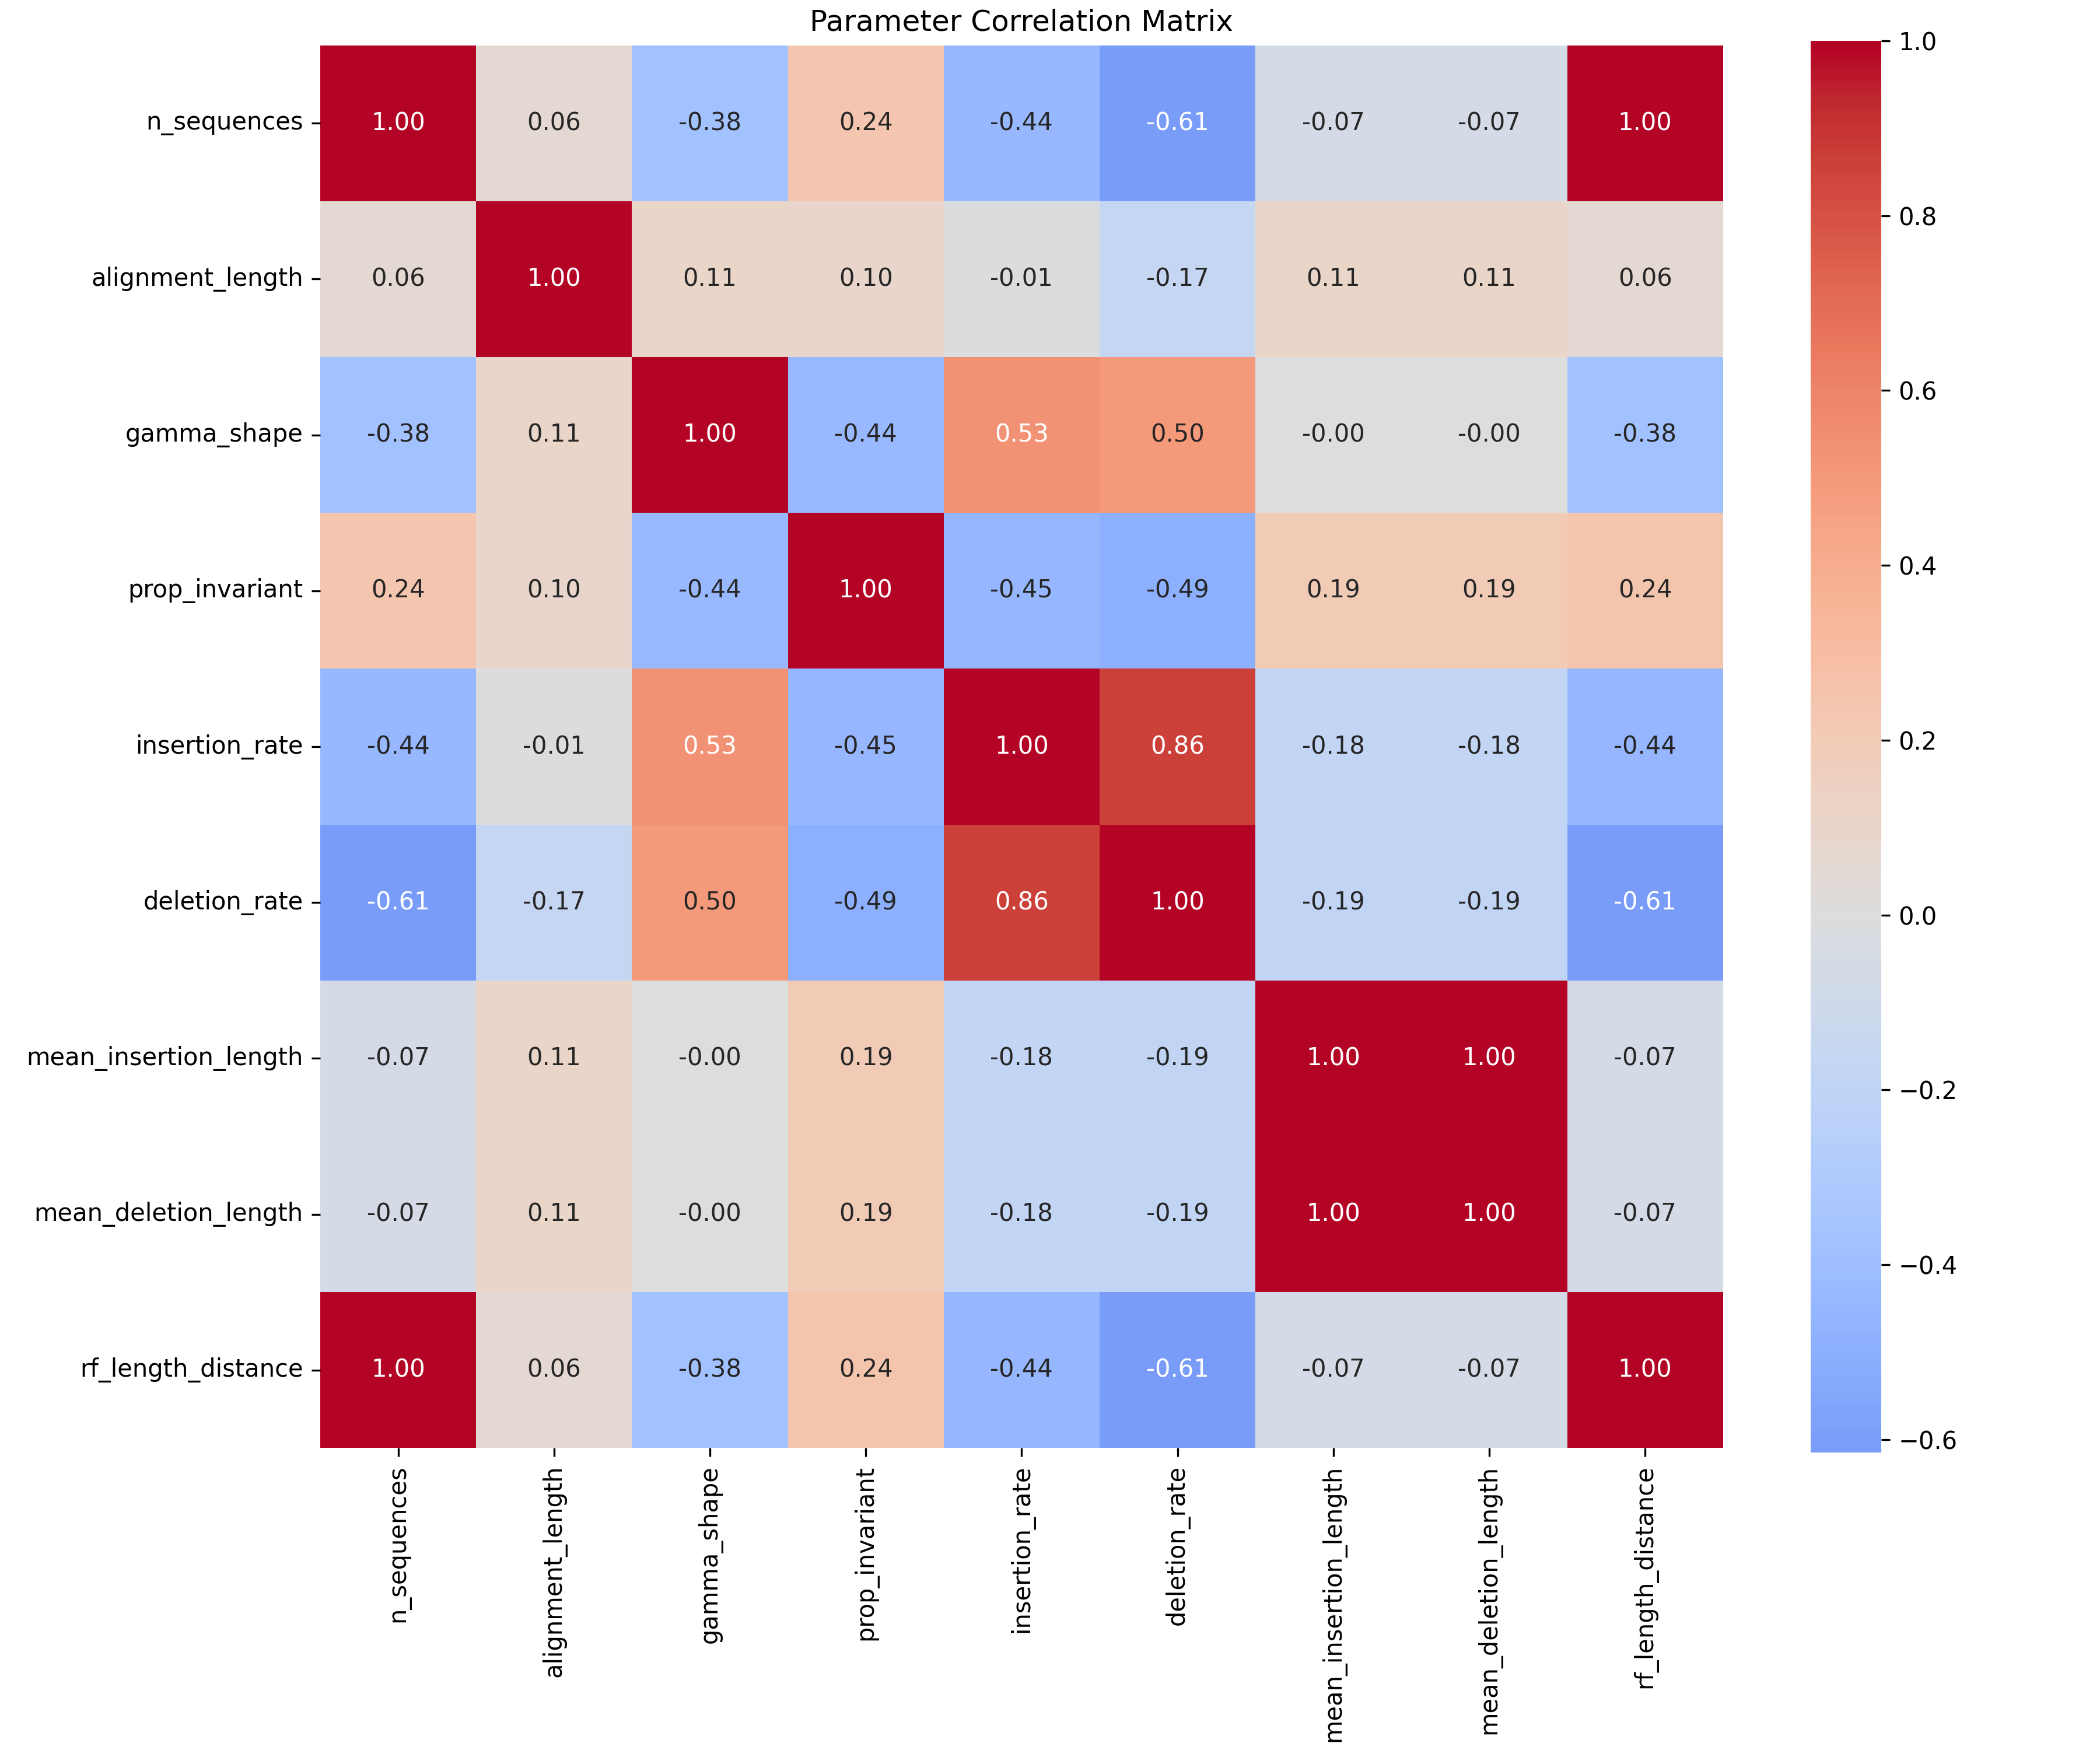 Parameter Correlation Matrix
n_sequences 1.00 0.06 -0.38 0.24 -0.44 -0.61 -0.07 -0.07 1.00
alignment_length 0.06 1.00 0.11 0.10 -0.01 -0.17 0.11 0.11 0.06
gamma_shape -0.38 0.11 1.00 -0.44 0.53 0.50 -0.00 -0.00 -0.38
prop_invariant 0.24 0.10 -0.44 1.00 -0.45 -0.49 0.19 0.19 0.24
insertion_rate -0.44 -0.01 0.53 -0.45 1.00 0.86 -0.18 -0.18 -0.44
deletion_rate -0.61 -0.17 0.50 -0.49 0.86 1.00 -0.19 -0.19 -0.61
mean_insertion_length -0.07 0.11 -0.00 0.19 -0.18 -0.19 1.00 1.00 -0.07
mean_deletion_length -0.07 0.11 -0.00 0.19 -0.18 -0.19 1.00 1.00 -0.07
rf_length_distance 1.00 0.06 -0.38 0.24 -0.44 -0.61 -0.07 -0.07 1.00
n_sequences
alignment_length
gamma_shape
prop_invariant
insertion_rate
deletion_rate
mean_insertion_length
mean_deletion_length
rf_length_distance
1.0
0.8
0.6
0.4
0.2
0.0
−0.2
−0.4
−0.6